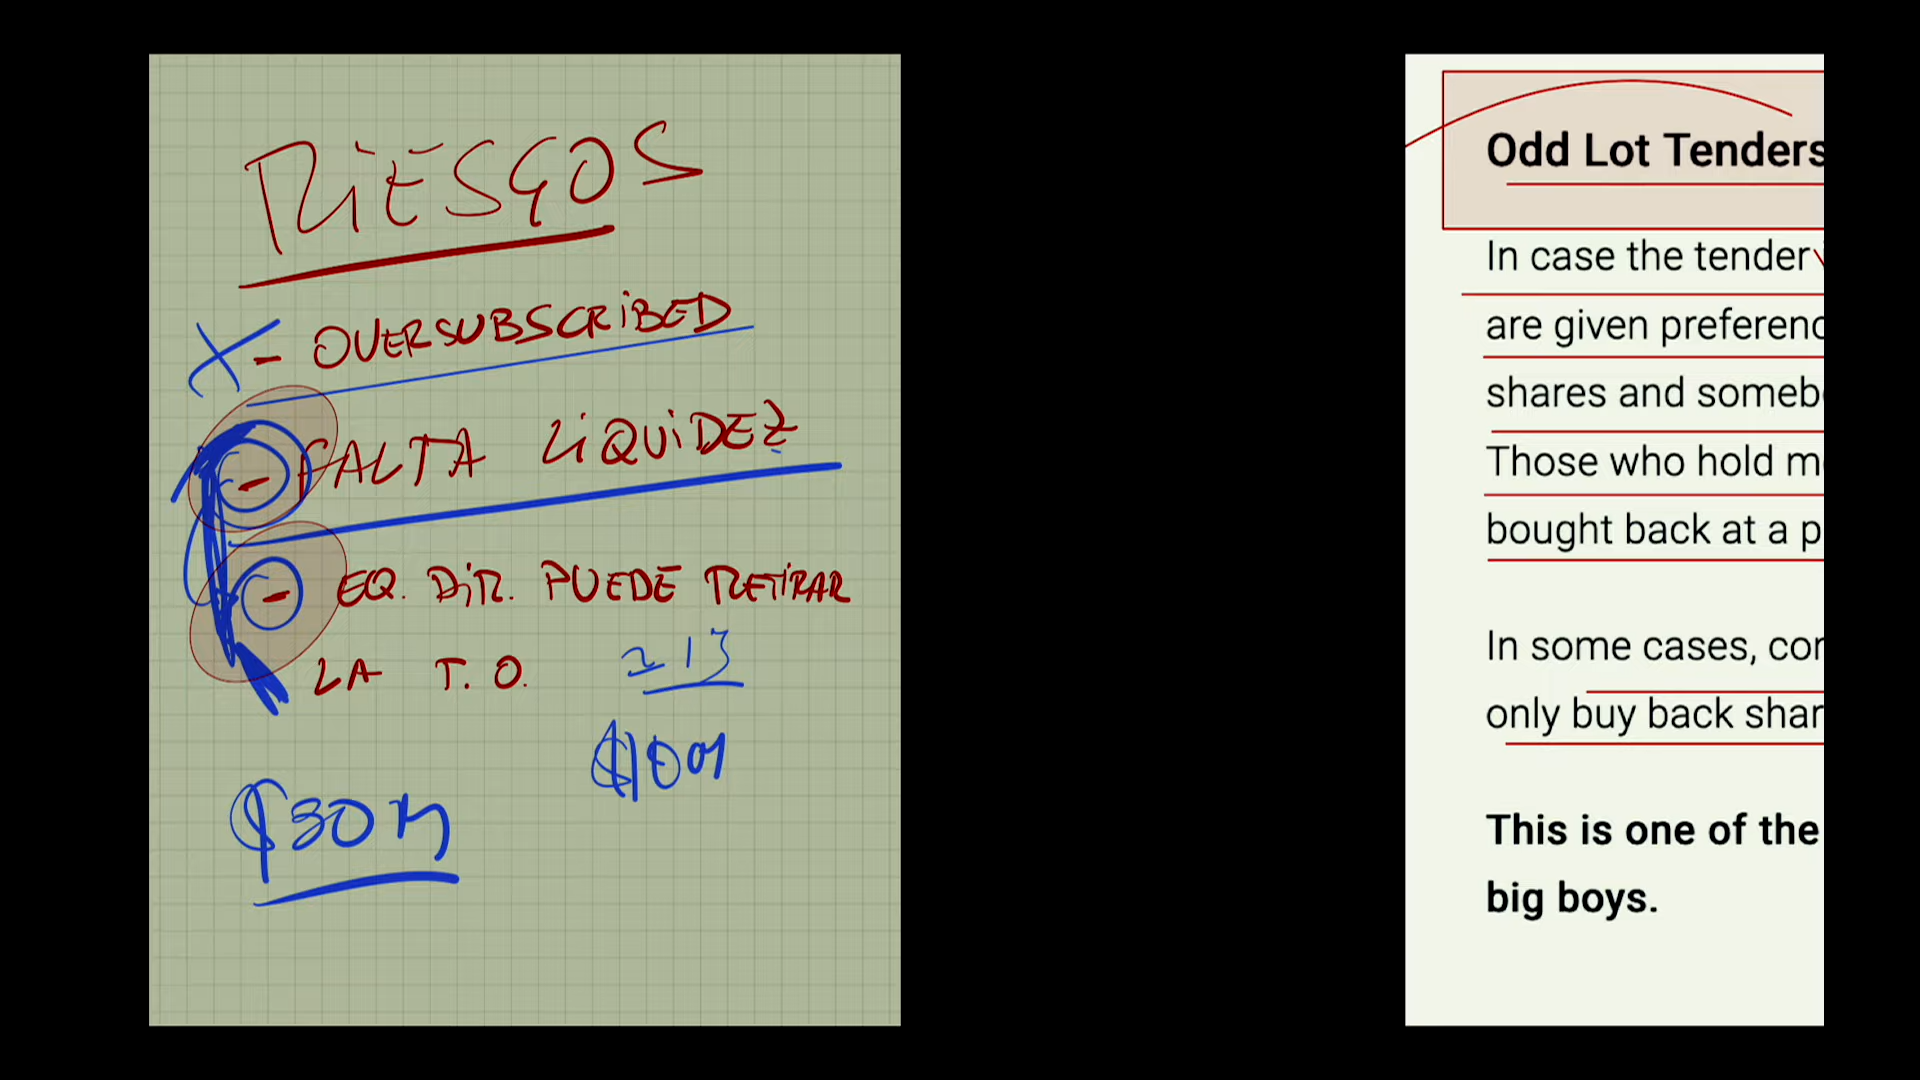 RIESGOS
- OVERSUBSCRIBED
- FALTA LIQUIDEZ
- EQ. DIR. PUEDE RETIRAR
LA T. O.
$30M
Odd Lot Tenders
In case the tender
are given preferenc
shares and someb
Those who hold m
bought back at a p
In some cases, cor
only buy back shar
This is one of the
big boys.